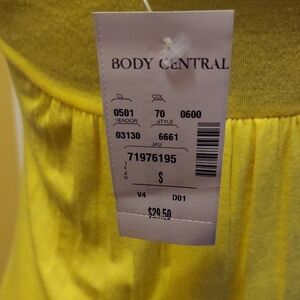 BODY CENTRAL
CL COL
0501 70 0600
VENDOR STYLE
03130 6661
SKU
71976195
SIZE S
V4 D01
$29.50